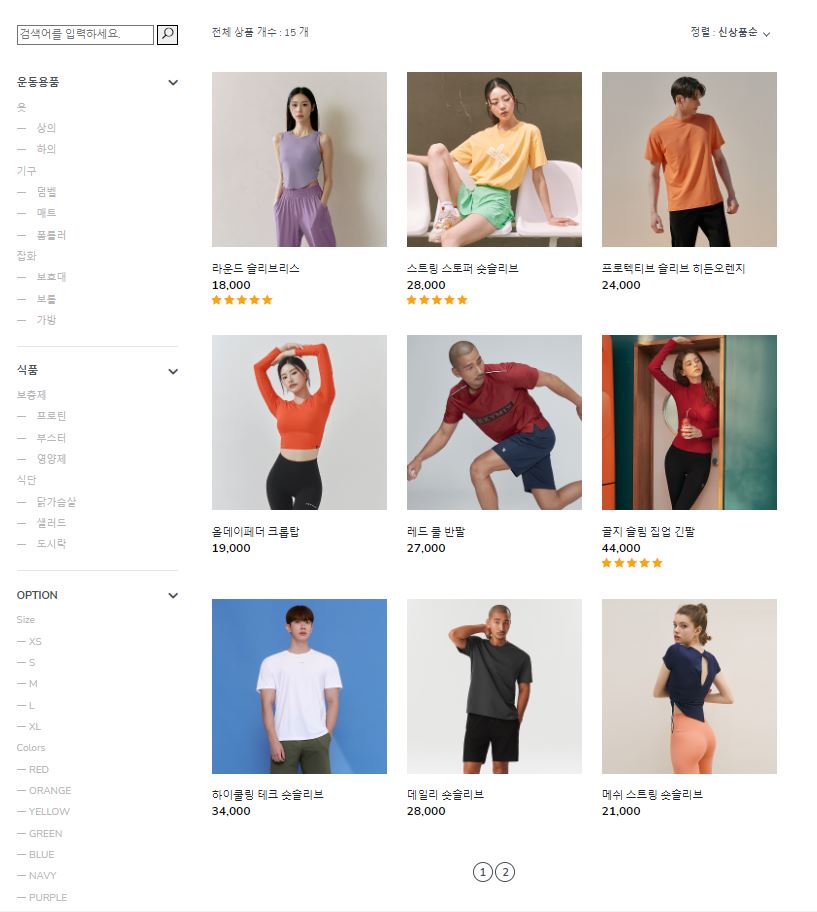 검색어를 입력하세요.
전체 상품 개수 : 15 개
정렬 : 신상품순
운동용품
옷
— 상의
— 하의
기구
— 덤벨
— 매트
— 폼롤러
잡화
— 보호대
— 보틀
— 가방
식품
보충제
— 프로틴
— 부스터
— 영양제
식단
— 닭가슴살
— 샐러드
— 도시락
OPTION
Size
— XS
— S
— M
— L
— XL
Colors
— RED
— ORANGE
— YELLOW
— GREEN
— BLUE
— NAVY
— PURPLE
라운드 슬리브리스
18,000
스트링 스토퍼 숏슬리브
28,000
프로텍티브 슬리브 히든오렌지
24,000
올데이페더 크롭탑
19,000
레드 쿨 반팔
27,000
골지 슬림 집업 긴팔
44,000
하이쿨링 테크 숏슬리브
34,000
데일리 숏슬리브
28,000
메쉬 스트링 숏슬리브
21,000
1 2